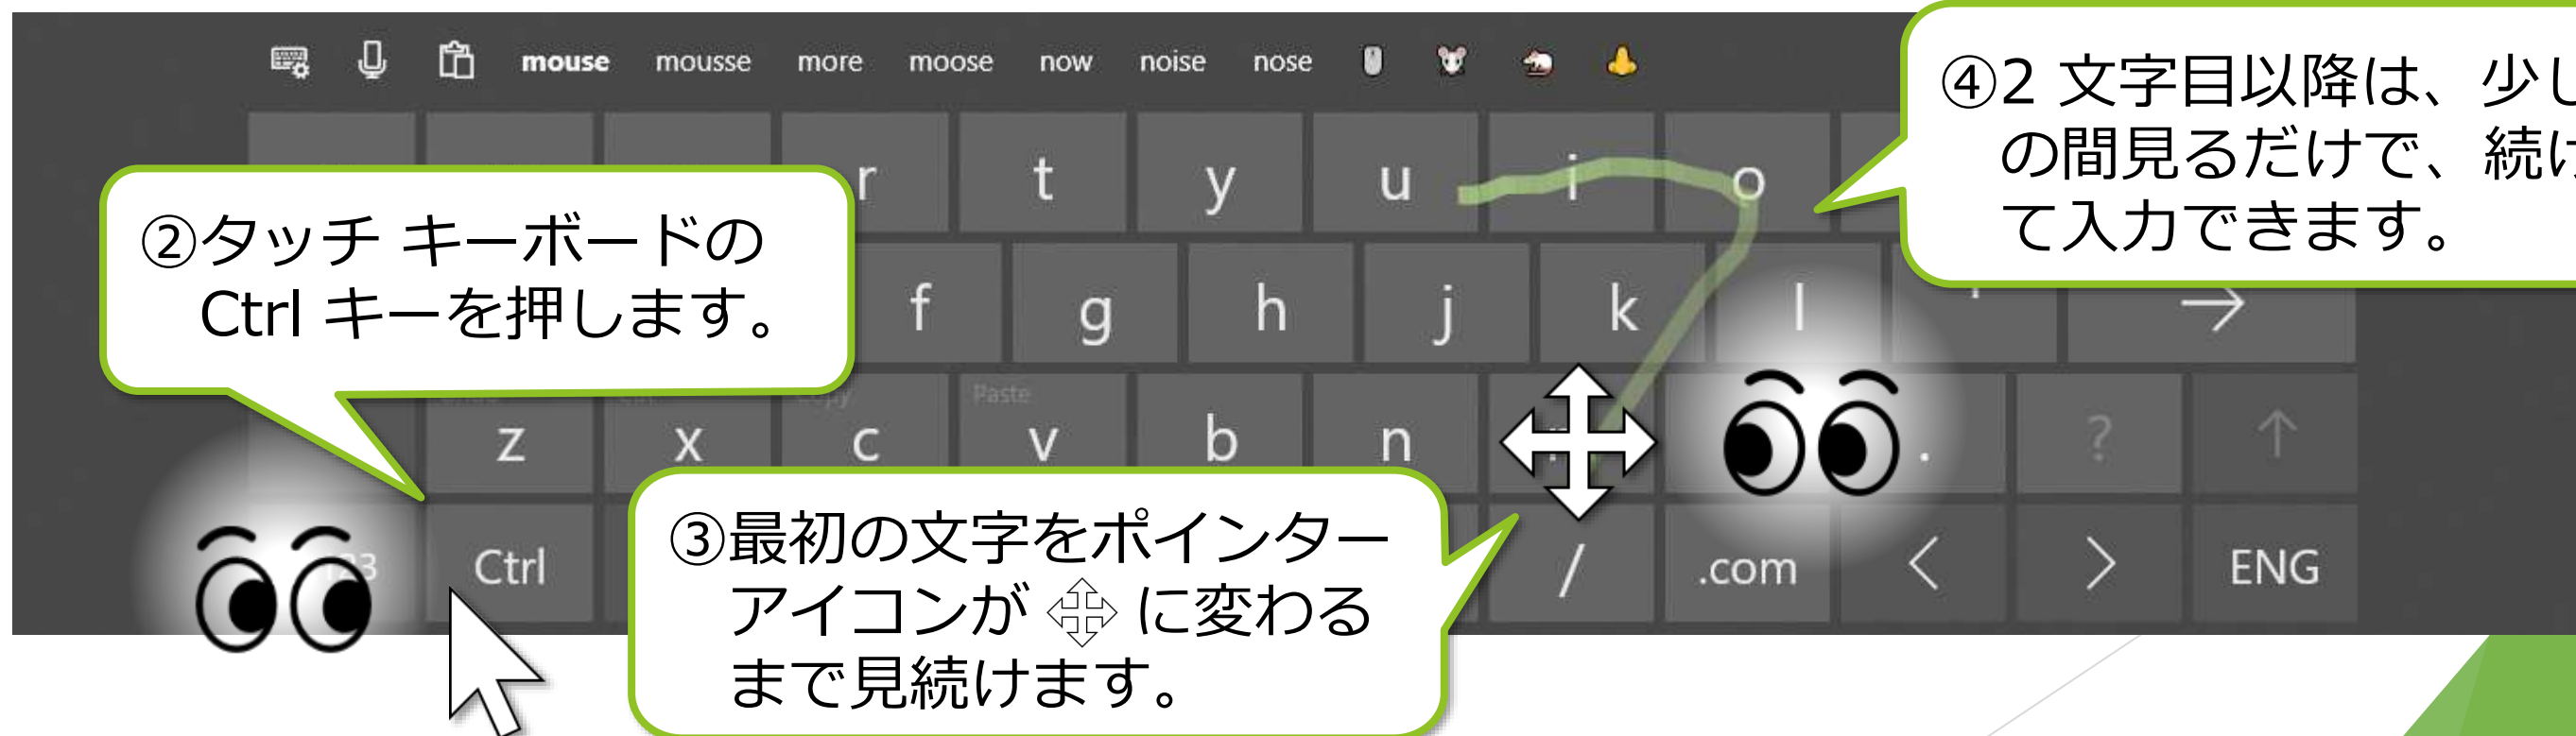 mouse mousse more moose now noise nose
④2 文字目以降は、少し
の間見るだけで、続け
て入力できます。
r t y u i o
②タッチ キーボードの
Ctrl キーを押します。
f g h j k l '
Paste
z x c v b n . ?
123 Ctrl / .com < > ENG
③最初の文字をポインター
アイコンが に変わる
まで見続けます。